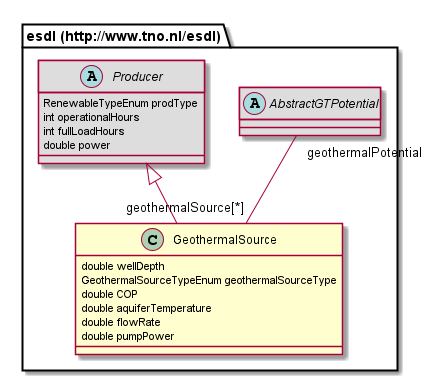 esdl (http://www.tno.nl/esdl)
A Producer
RenewableTypeEnum prodType
int operationalHours
int fullLoadHours
double power
A AbstractGTPotential
geothermalPotential
geothermalSource[*]
C GeothermalSource
double wellDepth
GeothermalSourceTypeEnum geothermalSourceType
double COP
double aquiferTemperature
double flowRate
double pumpPower